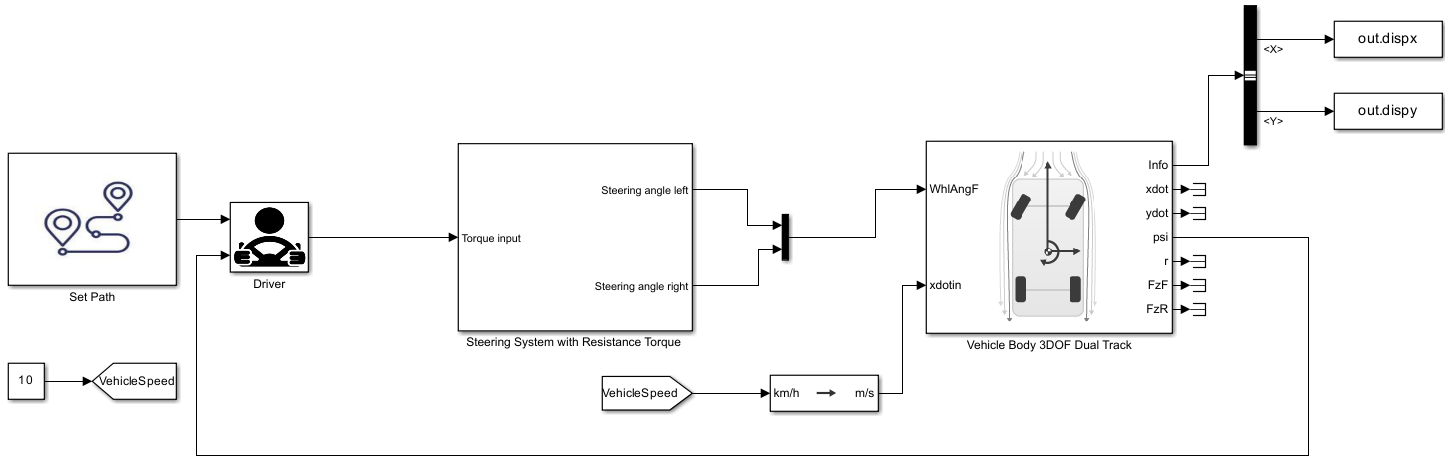 out.dispx
<X>
out.dispy
<Y>
Set Path
Driver
Torque input
Steering angle left
Steering angle right
Steering System with Resistance Torque
WhlAngF
xdotin
Info
xdot
ydot
psi
r
FzF
FzR
Vehicle Body 3DOF Dual Track
10
VehicleSpeed
VehicleSpeed
km/h
m/s